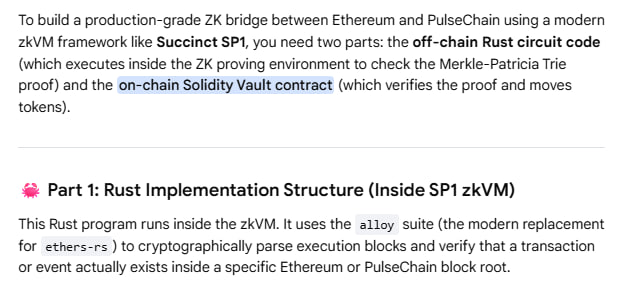 To build a production-grade ZK bridge between Ethereum and PulseChain using a modern
zkVM framework like Succinct SP1, you need two parts: the off-chain Rust circuit code
(which executes inside the ZK proving environment to check the Merkle-Patricia Trie
proof) and the on-chain Solidity Vault contract (which verifies the proof and moves
tokens).
🦀 Part 1: Rust Implementation Structure (Inside SP1 zkVM)
This Rust program runs inside the zkVM. It uses the alloy suite (the modern replacement
for ethers-rs ) to cryptographically parse execution blocks and verify that a transaction
or event actually exists inside a specific Ethereum or PulseChain block root.